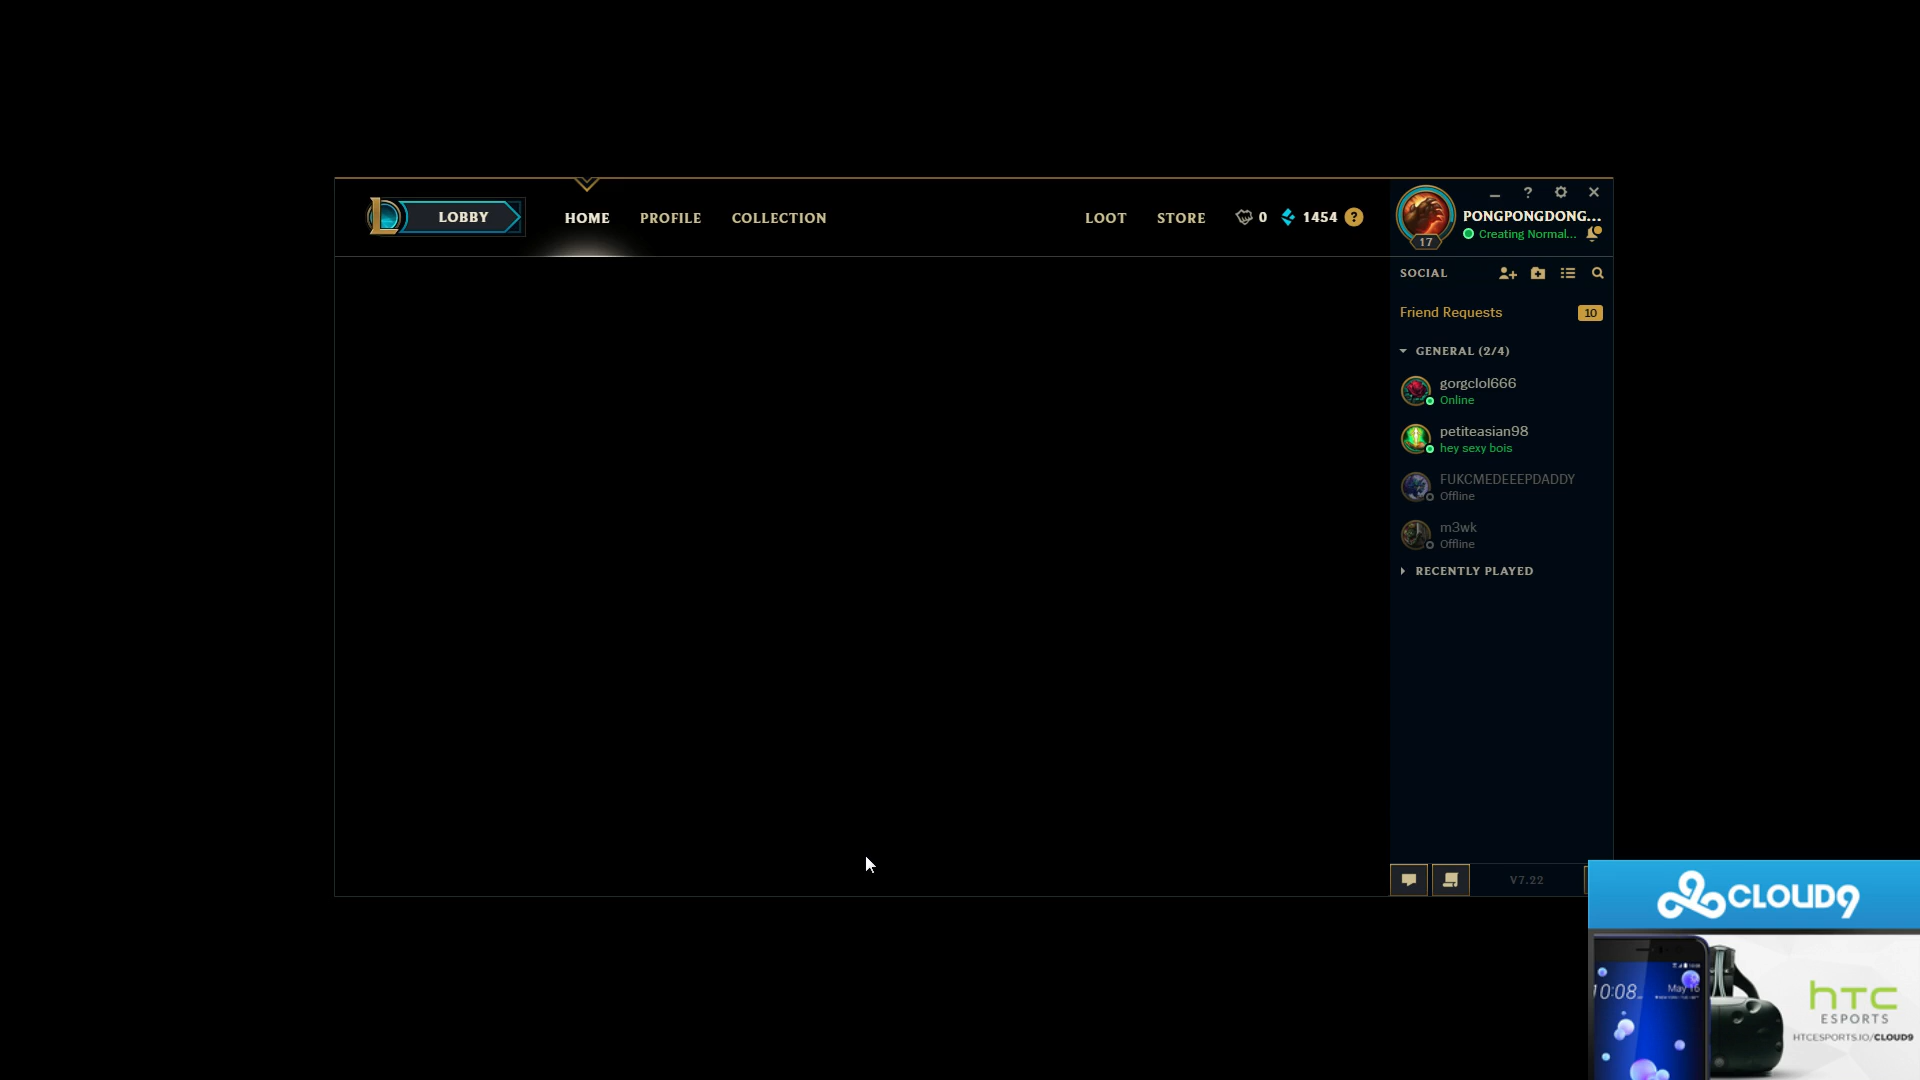 LOBBY
HOME
PROFILE
COLLECTION
LOOT
STORE
0
1454
?
?
PONGPONGDONG...
Creating Normal...
17
SOCIAL
Friend Requests
10
GENERAL (2/4)
gorgclol666
Online
petiteasian98
hey sexy bois
FUKCMEDEEEPDADDY
Offline
m3wk
Offline
RECENTLY PLAYED
V7.22
CLOUD9
10:08
May 16
htc
ESPORTS
HTCESPORTS.IO/CLOUD9